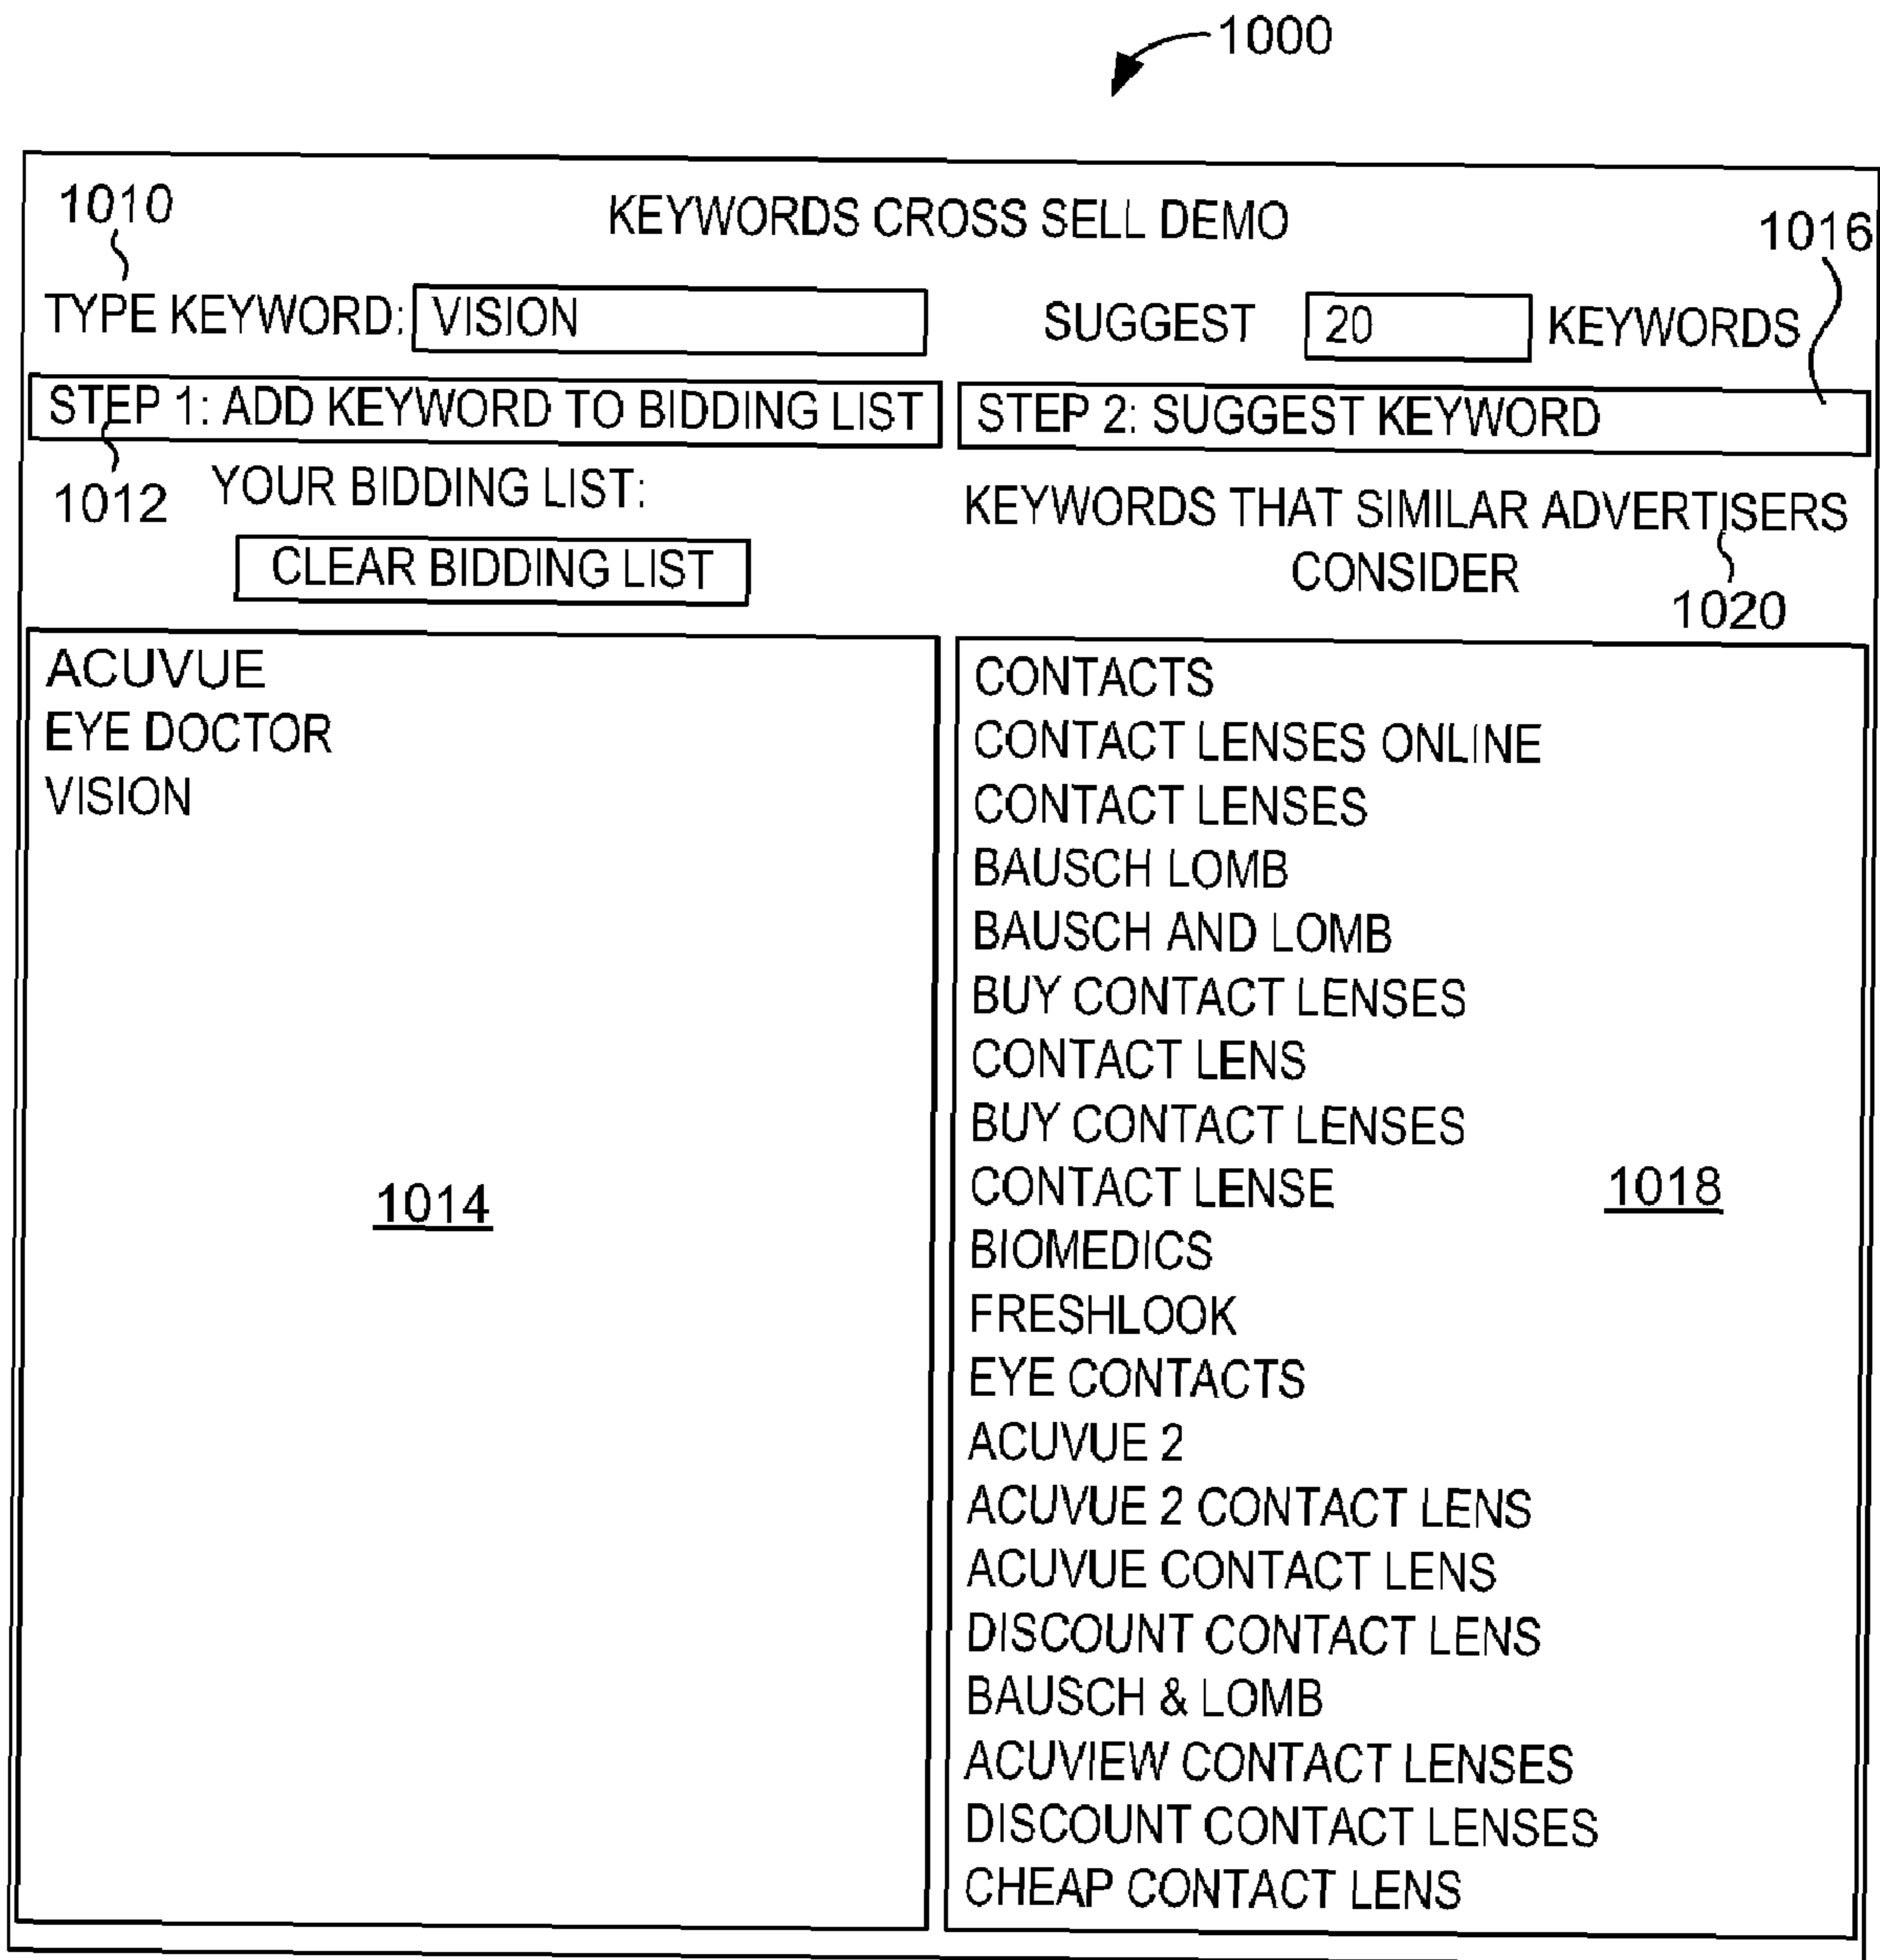 1000
1010
KEYWORDS CROSS SELL DEMO
1016
TYPE KEYWORD: VISION
SUGGEST 20 KEYWORDS
STEP 1: ADD KEYWORD TO BIDDING LIST
STEP 2: SUGGEST KEYWORD
1012
YOUR BIDDING LIST:
CLEAR BIDDING LIST
KEYWORDS THAT SIMILAR ADVERTISERS
CONSIDER
1020
ACUVUE
EYE DOCTOR
VISION
1014
CONTACTS
CONTACT LENSES ONLINE
CONTACT LENSES
BAUSCH LOMB
BAUSCH AND LOMB
BUY CONTACT LENSES
CONTACT LENS
BUY CONTACT LENSES
CONTACT LENSE
1018
BIOMEDICS
FRESHLOOK
EYE CONTACTS
ACUVUE 2
ACUVUE 2 CONTACT LENS
ACUVUE CONTACT LENS
DISCOUNT CONTACT LENS
BAUSCH & LOMB
ACUVIEW CONTACT LENSES
DISCOUNT CONTACT LENSES
CHEAP CONTACT LENS